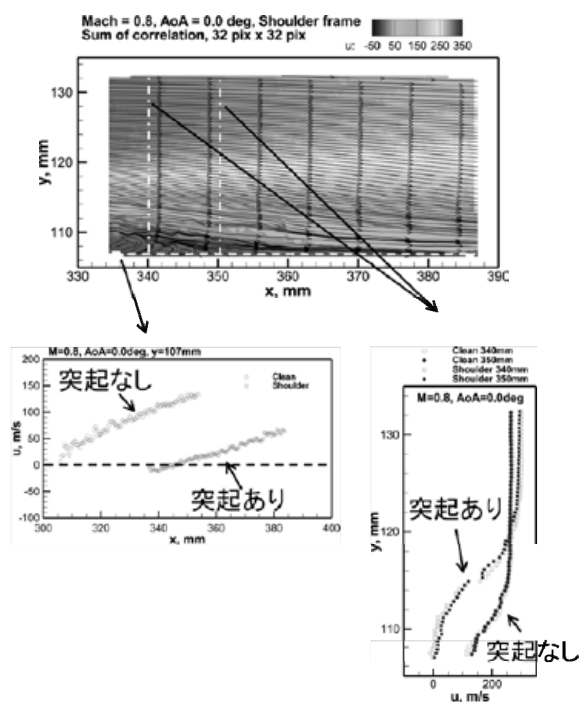 Mach = 0.8, AoA = 0.0 deg, Shoulder frame
Sum of correlation, 32 pix x 32 pix
u: -50 50 150 250 350
y, mm
130
120
110
330 340 350 360 370 380 390
x, mm
M=0.8, AoA=0.0deg, y=107mm
突起なし
Clean
Shoulder
u, m/s
200
150
100
50
0
-50
-100
突起あり
300 320 340 360 380 400
x, mm
Clean 340mm
Clean 350mm
Shoulder 340mm
Shoulder 350mm
M=0.8, AoA=0.0deg
y, mm
130
120
110
突起あり
突起なし
0 200
u, m/s